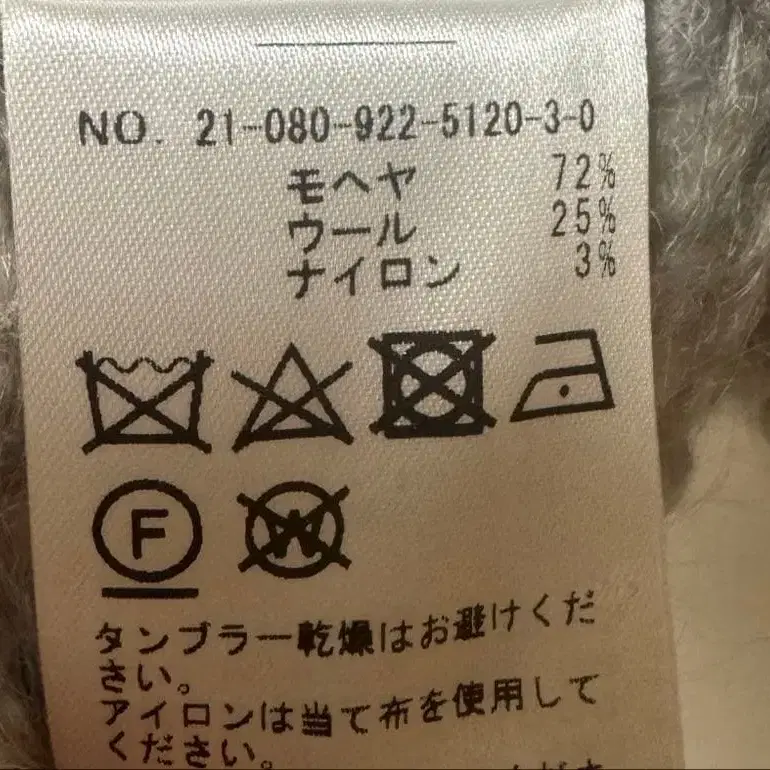 NO. 21-080-922-5120-3-0
モヘヤ 72%
ウール 25%
ナイロン 3%
F
W
タンブラー乾燥はお避けくだ
さい。
アイロンは当て布を使用して
ください。